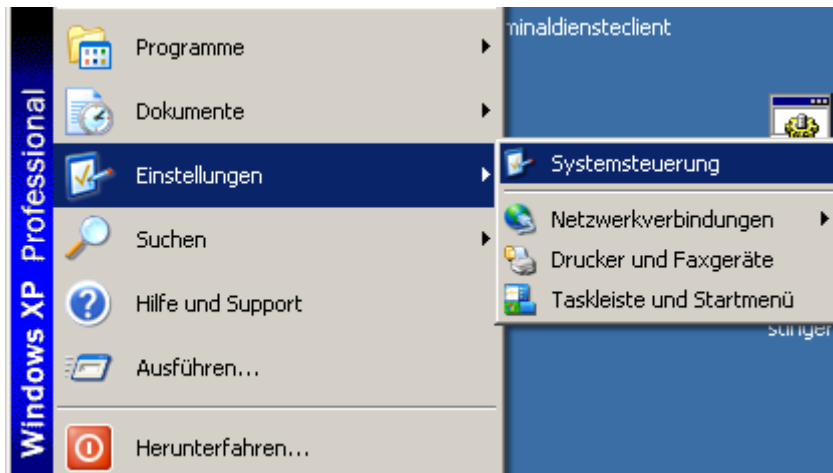 Windows XP Professional
Programme
Dokumente
Einstellungen
Suchen
Hilfe und Support
Ausführen...
Herunterfahren...
minaldiensteclient
Systemsteuerung
Netzwerkverbindungen
Drucker und Faxgeräte
Taskleiste und Startmenü